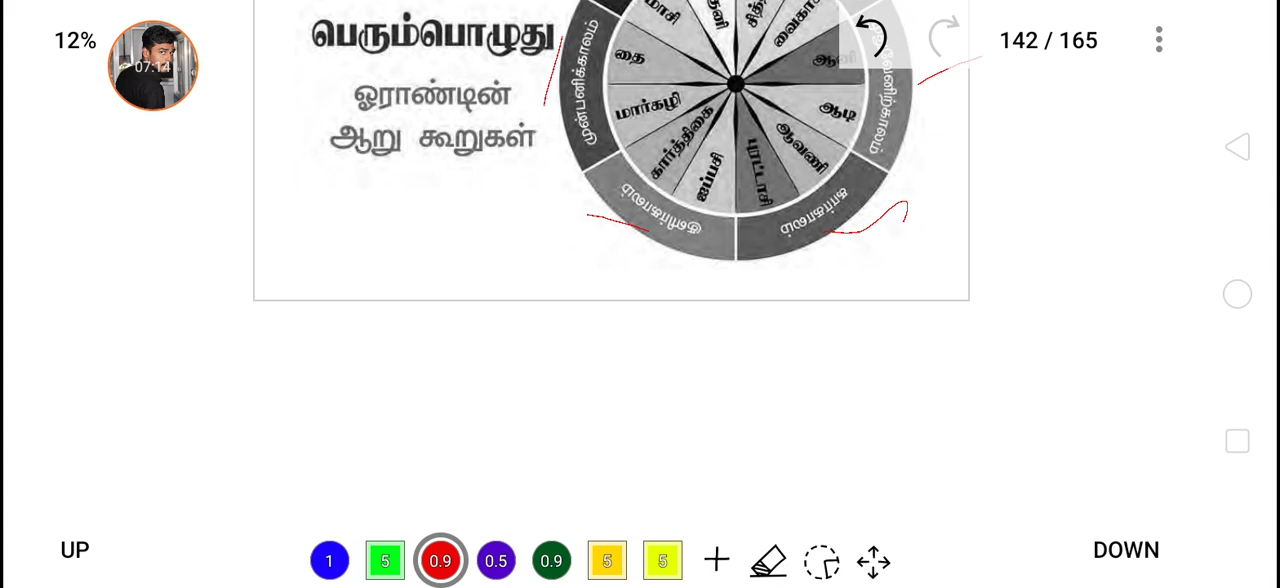 12%
07:14
142 / 165
பெரும்பொழுது
ஓராண்டின்
ஆறு கூறுகள்
மாசி
தை
மார்கழி
கார்த்திகை
ஐப்பசி
புரட்டாசி
ஆவணி
ஆடி
ஆனி
முன்பனிக்காலம்
குளிர்காலம்
கார்காலம்
UP
1
5
0.9
0.5
0.9
5
5
DOWN